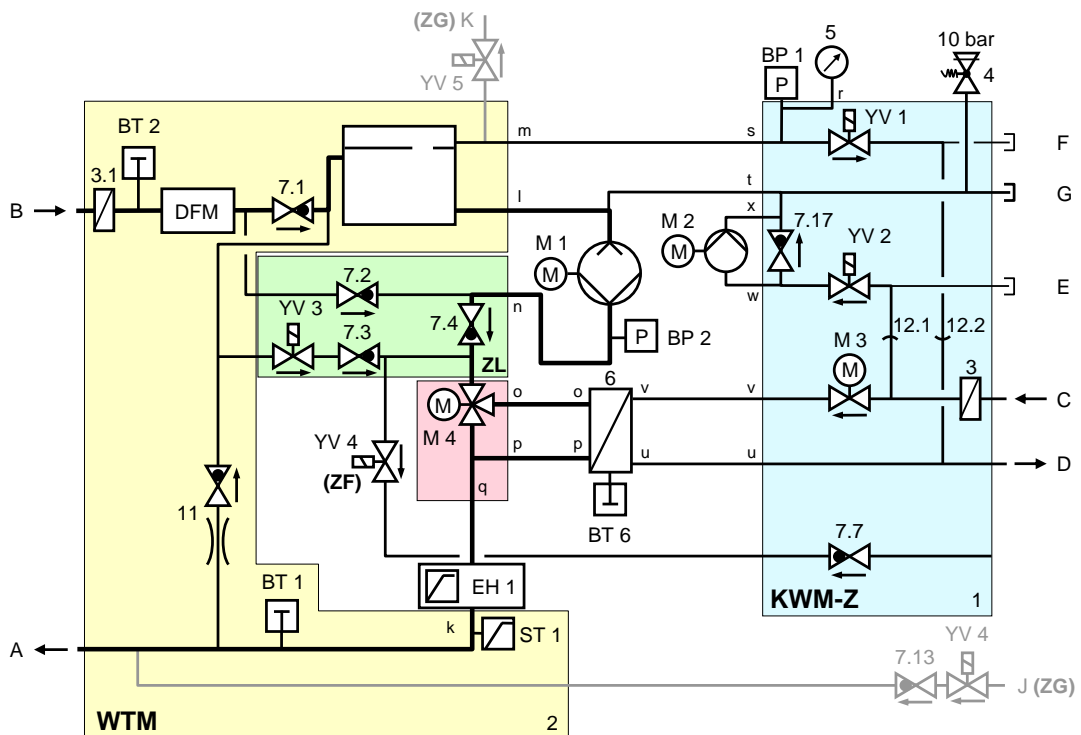 (ZG) K
YV 5
5
BP 1
P
r
10 bar
4
BT 2
3.1
B
DFM
7.1
m
s
YV 1
F
l
t
G
x
M 2
M
7.17
YV 2
M 1
M
w
E
7.2
YV 3
7.3
7.4
n
ZL
P
BP 2
12.1
12.2
M 3
M
3
M
M 4
o
o
6
v
v
C
YV 4
(ZF)
p
p
u
u
D
q
11
BT 6
7.7
BT 1
EH 1
KWM-Z
1
k
ST 1
A
7.13
YV 4
J (ZG)
WTM
2